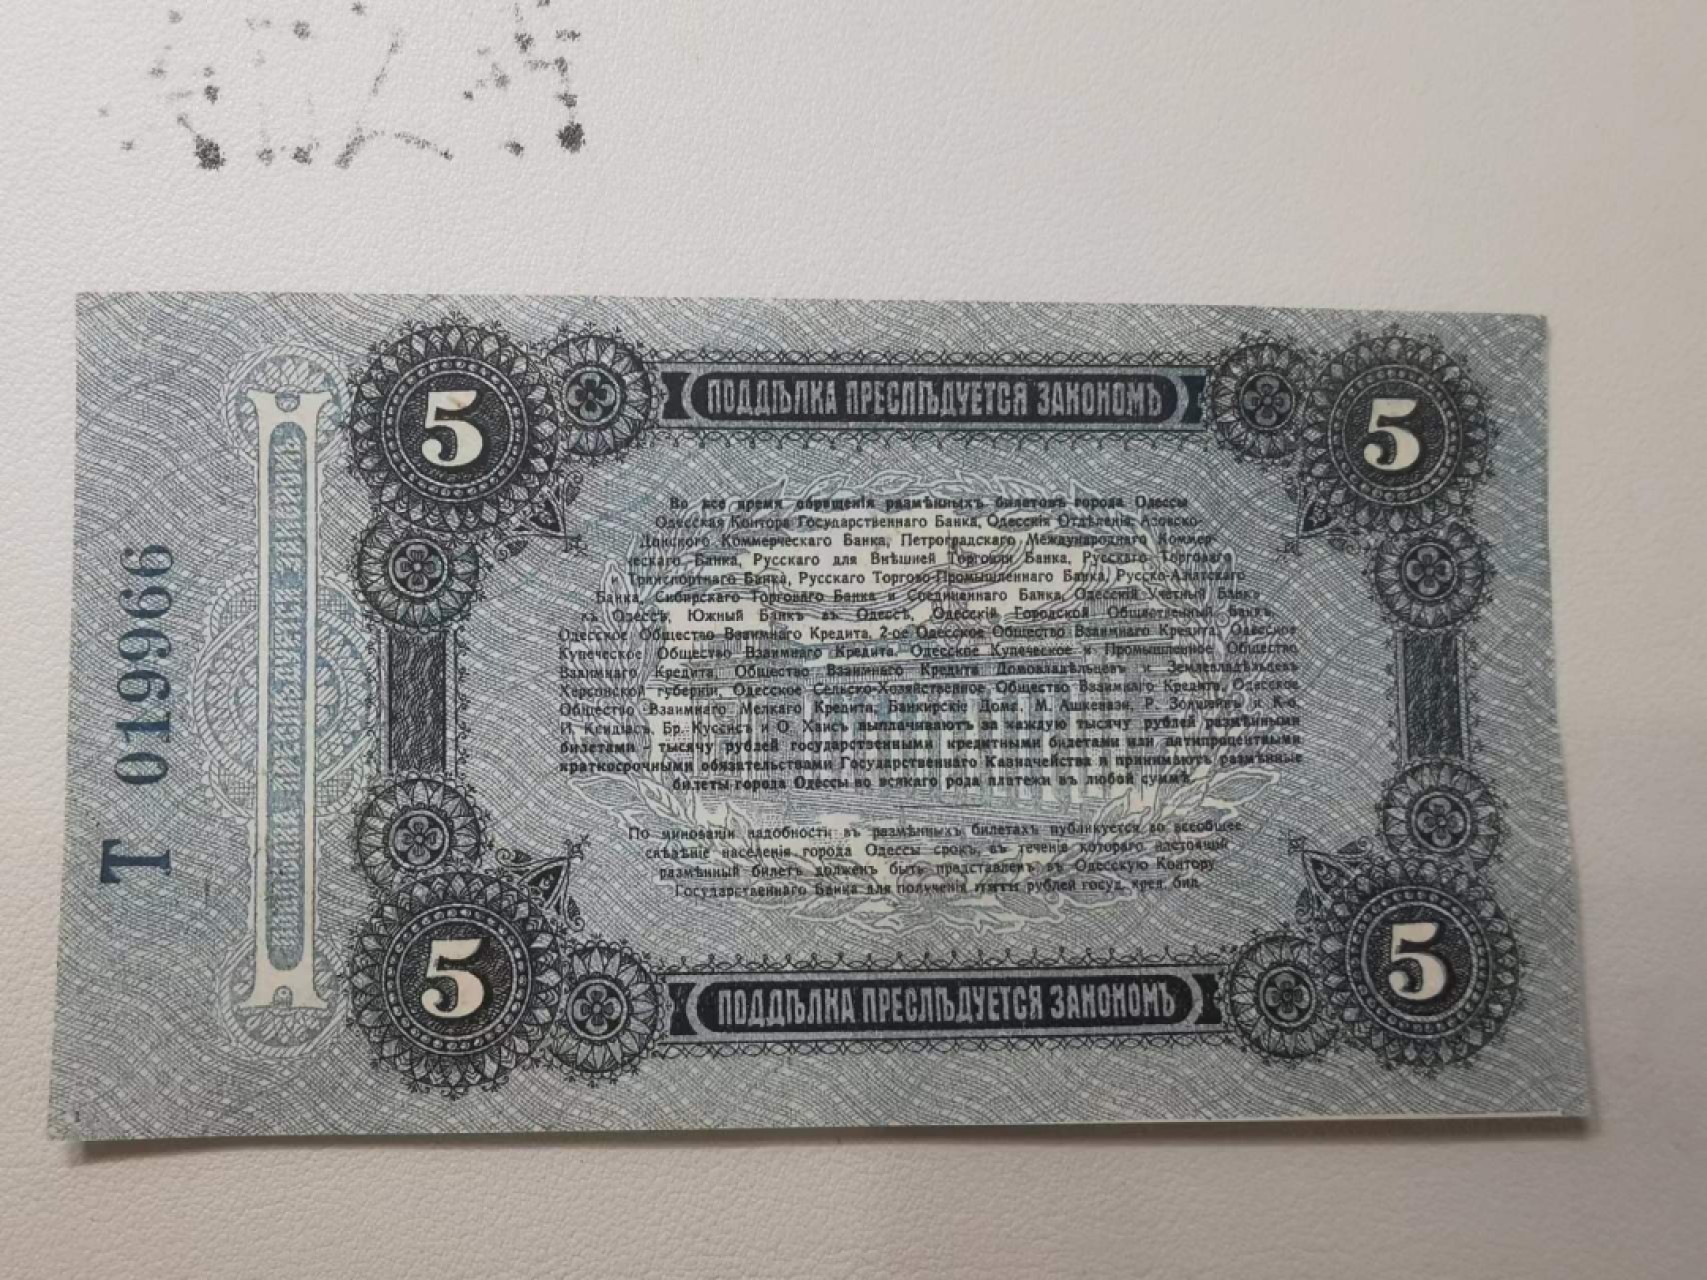 Т 019966
5
ПОДДѢЛКА ПРЕСЛѢДУЕТСЯ ЗАКОНОМЪ
5
Во все время обращенія размѣнныхъ билетовъ города Одессы
Одесская Контора Государственнаго Банка, Одесскія Отдѣленія: Азовско-
Донского Коммерческаго Банка, Петроградскаго Международнаго Коммер-
ческаго Банка, Русскаго для Внѣшней Торговли Банка, Русскаго Торговаго
и Транспортнаго Банка, Русскаго Торгово-Промышленнаго Банка, Русско-Азіатскаго
Банка, Сибирскаго Торговаго Банка и Соединеннаго Банка, Одесскій Учетный Банкъ
въ Одессѣ, Южный Банкъ въ Одессѣ, Одесскій Городской Общественный банкъ,
Одесское Общество Взаимнаго Кредита, 2-ое Одесское Общество Взаимнаго Кредита, Одесское
Купеческое Общество Взаимнаго Кредита, Одесское Купеческое и Промышленное Общество
Взаимнаго Кредита, Общество Взаимнаго Кредита Домовладѣльцевъ и Землевладѣльцевъ
Херсонской губерніи, Одесское Сельско-Хозяйственное Общество Взаимнаго Кредита, Одесское
Общество Взаимнаго Мелкаго Кредита, Банкирскіе Дома: М. Ашкенази, Р. и К-о,
И. Ксидіасъ, Бр. Куссисъ и О. Хаисъ выплачиваютъ за каждую тысячу рублей размѣнными
билетами - тысячу рублей государственными кредитными билетами или пятипроцентными
краткосрочными обязательствами Государственнаго Казначейства и принимаютъ размѣнные
билеты города Одессы во всякаго рода платежи въ любой суммѣ.
По минованіи надобности въ размѣнныхъ билетахъ публикуется во всеобщее
свѣдѣніе населенія города Одессы срокъ, въ теченіе котораго настоящій
размѣнный билетъ долженъ быть представленъ въ Одесскую Контору
Государственнаго Банка для полученія пяти рублей госуд. кред. бил.
5
ПОДДѢЛКА ПРЕСЛѢДУЕТСЯ ЗАКОНОМЪ
5
1